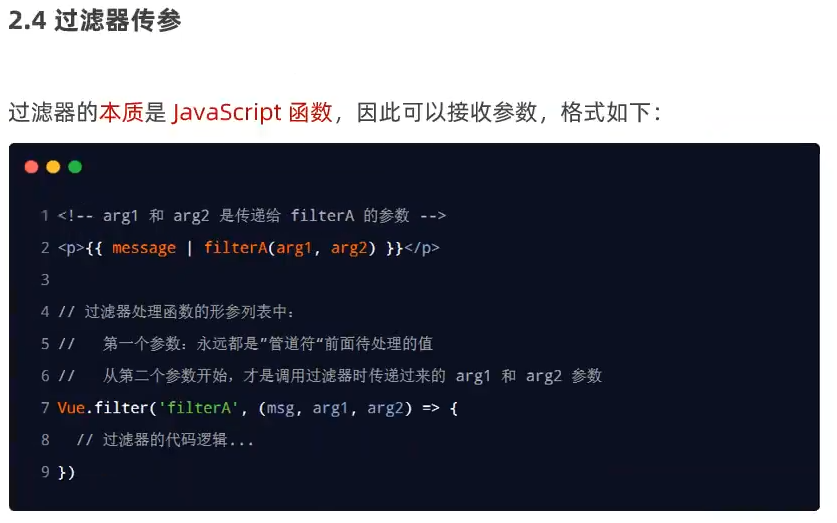 2.4 过滤器传参
过滤器的本质是 JavaScript 函数，因此可以接收参数，格式如下：
1 <!-- arg1 和 arg2 是传递给 filterA 的参数 -->
2 <p>{{ message | filterA(arg1, arg2) }}</p>
3
4 // 过滤器处理函数的形参列表中：
5 //   第一个参数：永远都是”管道符“前面待处理的值
6 //   从第二个参数开始，才是调用过滤器时传递过来的 arg1 和 arg2 参数
7 Vue.filter('filterA', (msg, arg1, arg2) => {
8   // 过滤器的代码逻辑...
9 })